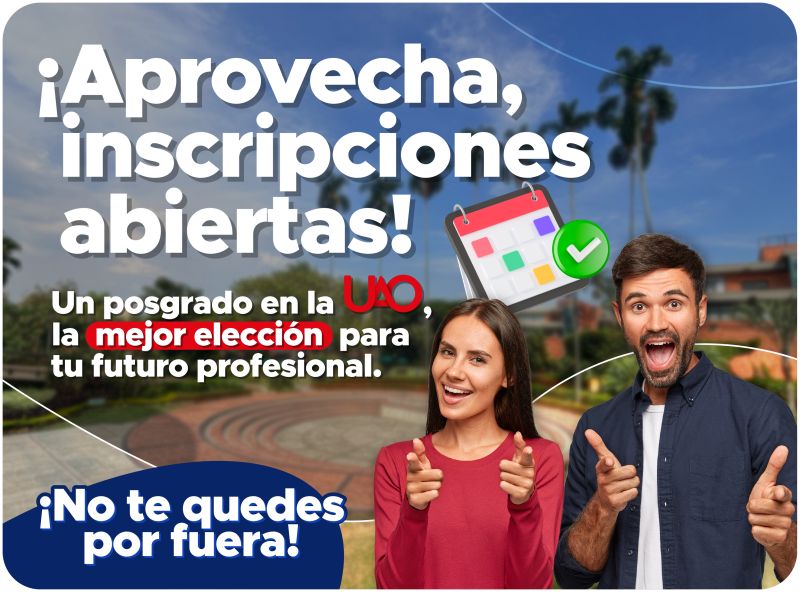 ¡Aprovecha,
inscripciones
abiertas!
Un posgrado en la UAO,
la mejor elección para
tu futuro profesional.
¡No te quedes
por fuera!